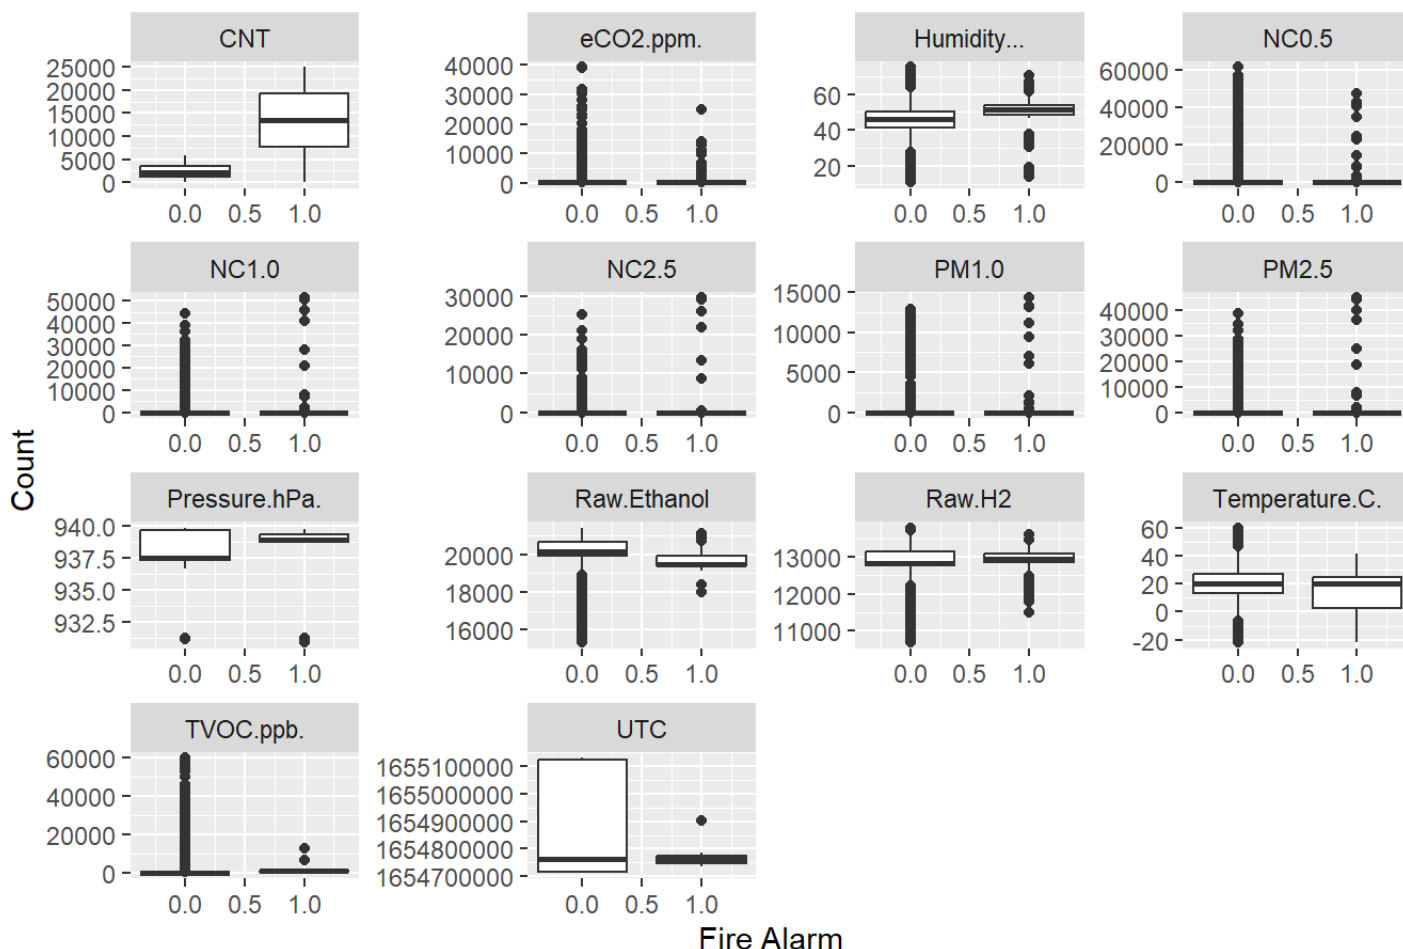 CNT eCO2.ppm. Humidity... NC0.5
25000 40000 60 60000
20000 30000 40 40000
15000 20000 20 20000
10000 10000 0
5000 0
0
0.0 0.5 1.0 0.0 0.5 1.0 0.0 0.5 1.0 0.0 0.5 1.0
NC1.0 NC2.5 PM1.0 PM2.5
50000 30000 15000 40000
40000 20000 10000 30000
30000 10000 5000 20000
20000 0 0 10000
10000 0
0
0.0 0.5 1.0 0.0 0.5 1.0 0.0 0.5 1.0 0.0 0.5 1.0
Count
Pressure.hPa. Raw.Ethanol Raw.H2 Temperature.C.
940.0 20000 13000 60
937.5 18000 12000 40
935.0 16000 11000 20
932.5 0
-20
0.0 0.5 1.0 0.0 0.5 1.0 0.0 0.5 1.0 0.0 0.5 1.0
TVOC.ppb. UTC
60000 1655100000
40000 1655000000
20000 1654900000
0 1654800000
1654700000
0.0 0.5 1.0 0.0 0.5 1.0
Fire Alarm